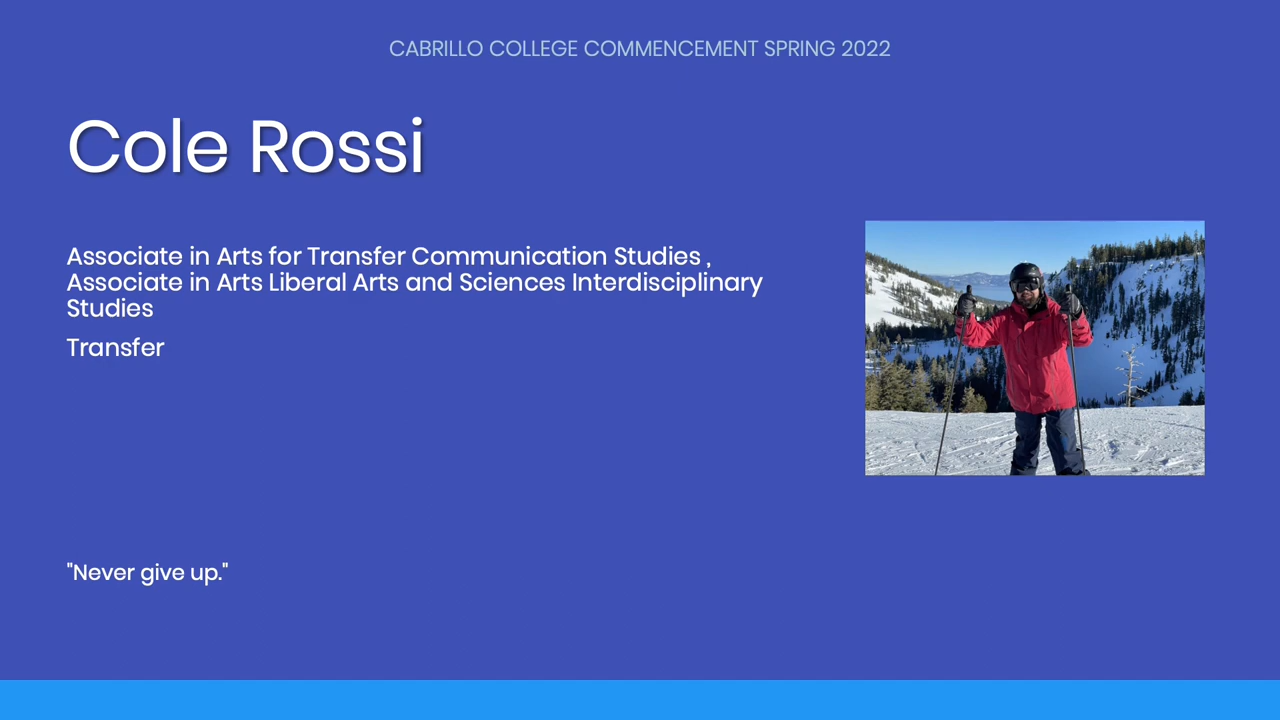 CABRILLO COLLEGE COMMENCEMENT SPRING 2022
Cole Rossi
Associate in Arts for Transfer Communication Studies ,
Associate in Arts Liberal Arts and Sciences Interdisciplinary
Studies
Transfer
"Never give up."